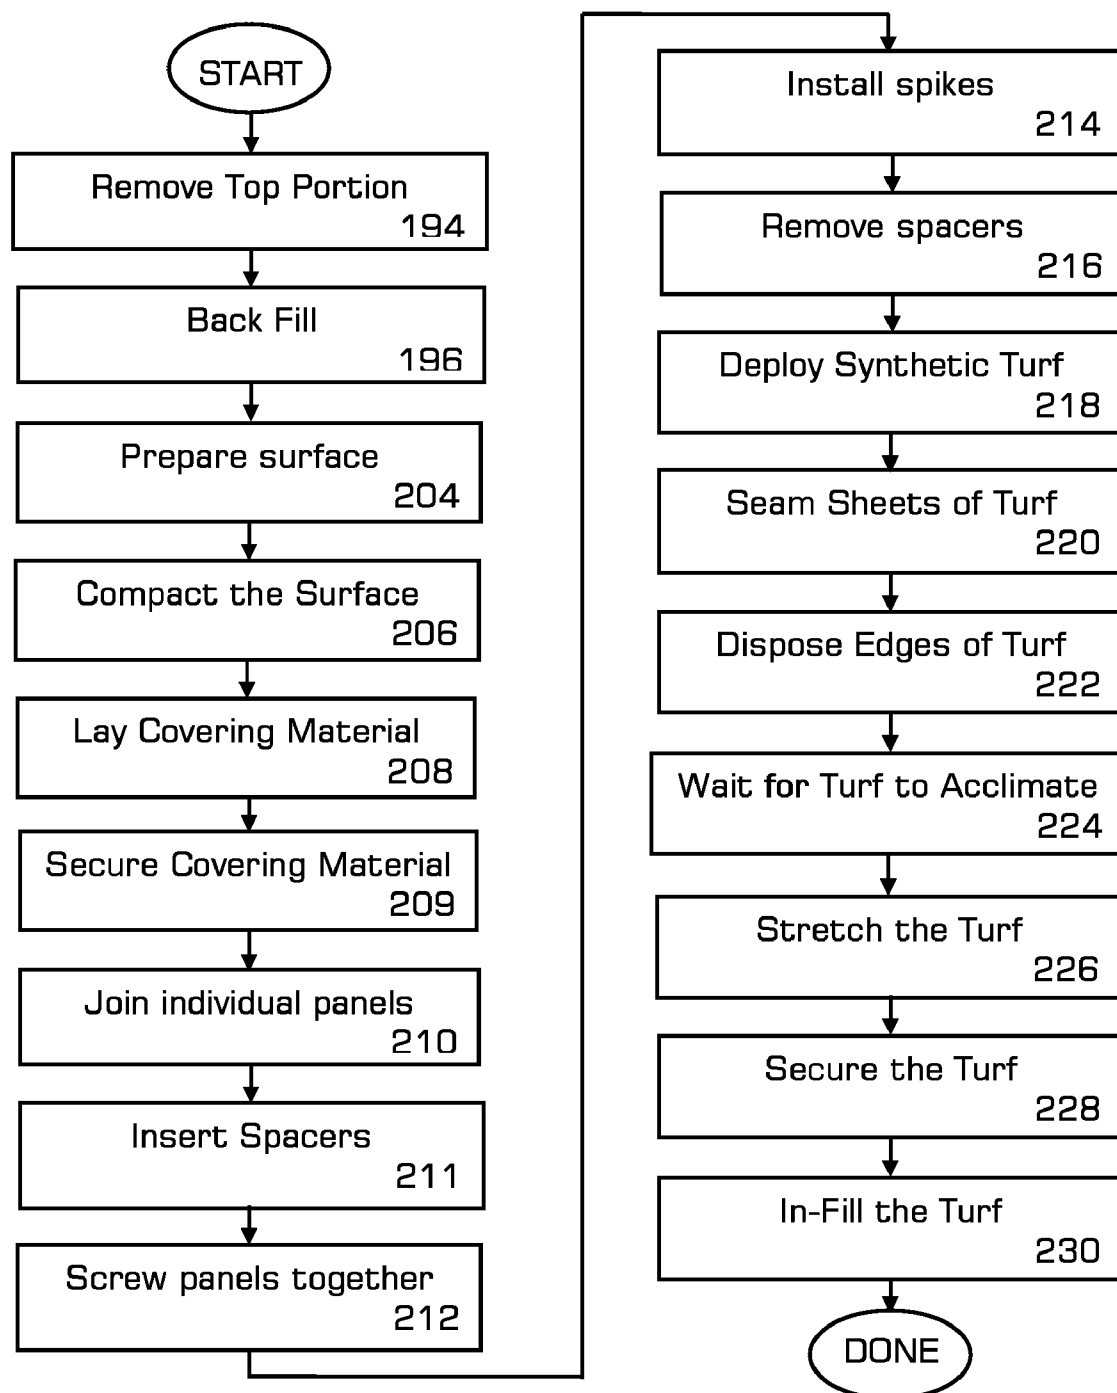 START
Remove Top Portion
194
Back Fill
196
Prepare surface
204
Compact the Surface
206
Lay Covering Material
208
Secure Covering Material
209
Join individual panels
210
Insert Spacers
211
Screw panels together
212
Install spikes
214
Remove spacers
216
Deploy Synthetic Turf
218
Seam Sheets of Turf
220
Dispose Edges of Turf
222
Wait for Turf to Acclimate
224
Stretch the Turf
226
Secure the Turf
228
In-Fill the Turf
230
DONE